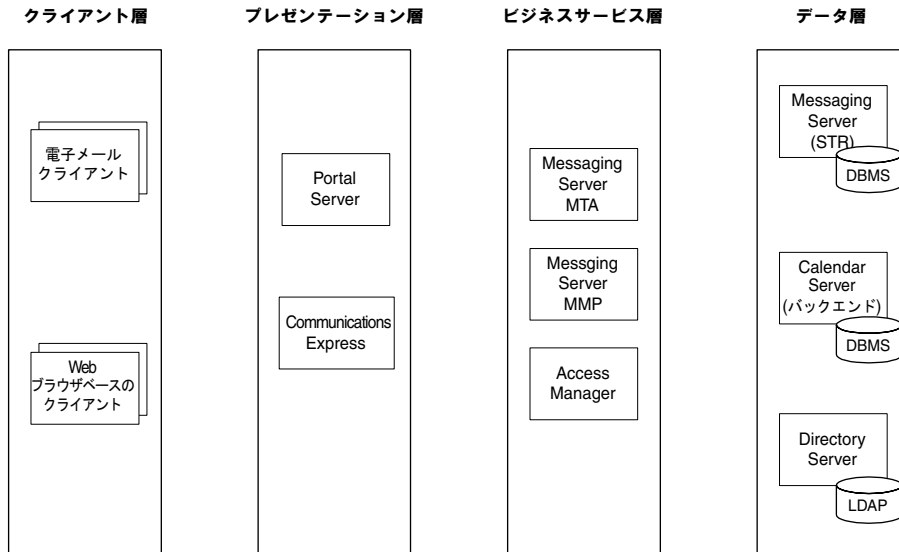 クライアント層
プレゼンテーション層
ビジネスサービス層
データ層
電子メール
クライアント
Web
ブラウザベースの
クライアント
Portal
Server
Communications
Express
Messaging
Server
MTA
Messging
Server
MMP
Access
Manager
Messaging
Server
(STR)
DBMS
Calendar
Server
(バックエンド)
DBMS
Directory
Server
LDAP